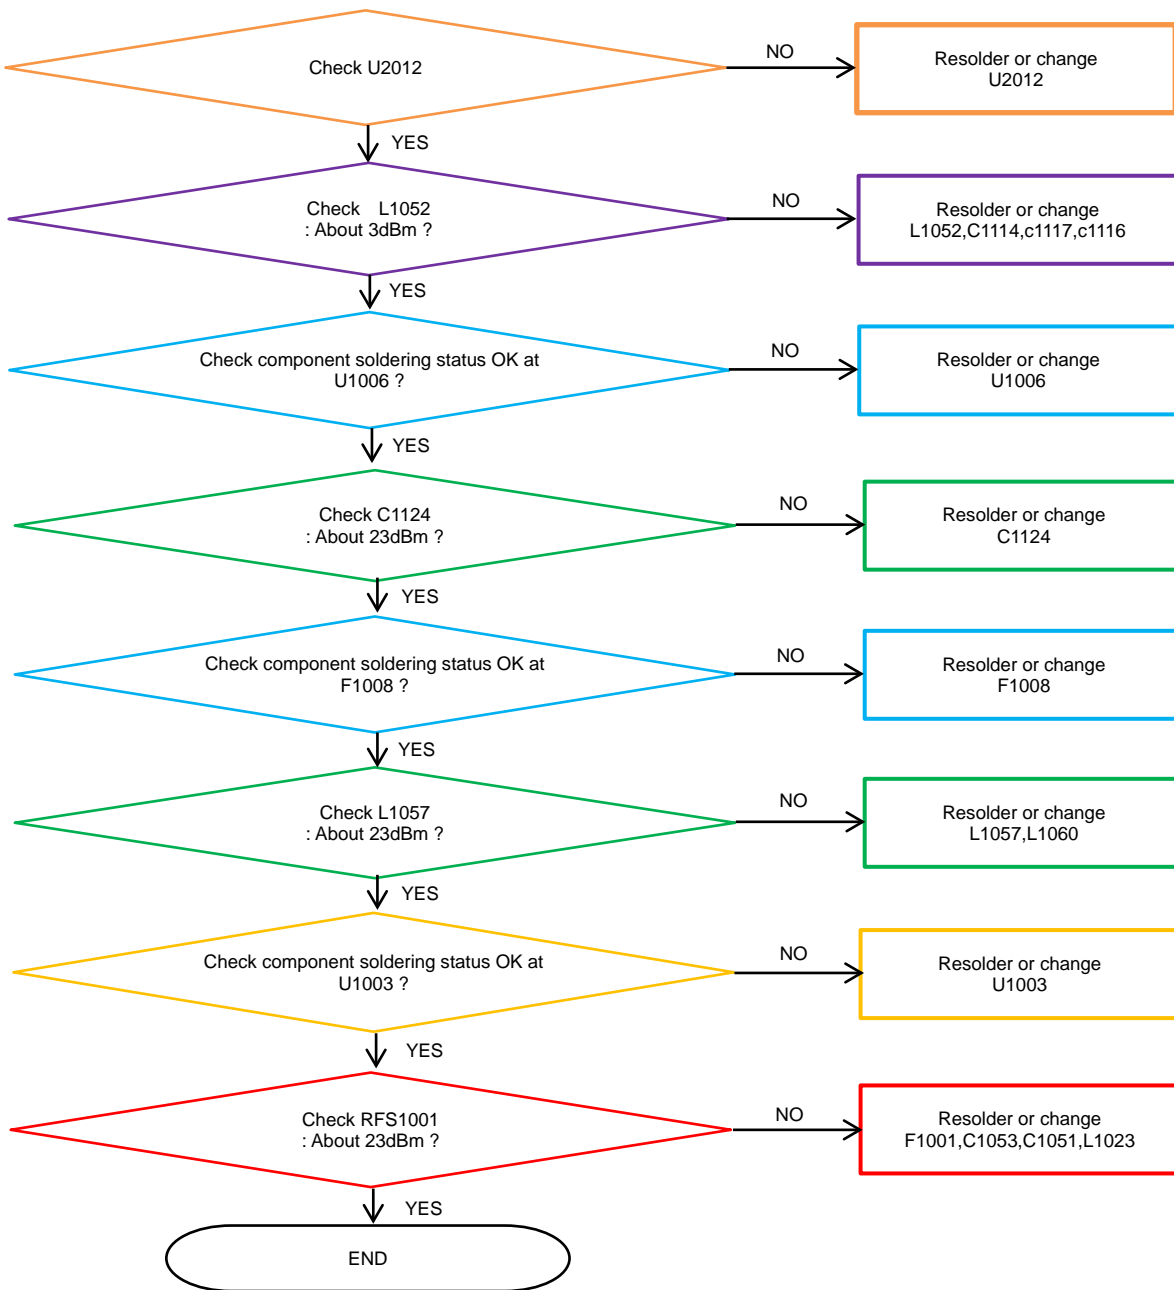 Check U2012
NO
Resolder or change
U2012
YES
Check L1052
: About 3dBm ?
NO
Resolder or change
L1052,C1114,c1117,c1116
YES
Check component soldering status OK at
U1006 ?
NO
Resolder or change
U1006
YES
Check C1124
: About 23dBm ?
NO
Resolder or change
C1124
YES
Check component soldering status OK at
F1008 ?
NO
Resolder or change
F1008
YES
Check L1057
: About 23dBm ?
NO
Resolder or change
L1057,L1060
YES
Check component soldering status OK at
U1003 ?
NO
Resolder or change
U1003
YES
Check RFS1001
: About 23dBm ?
NO
Resolder or change
F1001,C1053,C1051,L1023
YES
END